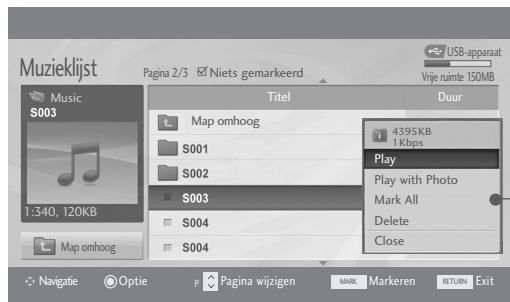 USB-apparaat
Muzieklijst
Pagina 2/3 Niets gemarkeerd
Vrije ruimte 150MB
Music
S003
Titel
Duur
Map omhoog
S001
S002
S003
S004
S004
4395KB
1Kbps
Play
Play with Photo
Mark All
Delete
Close
1:340, 120KB
Map omhoog
Navigatie
Optie
P Pagina wijzigen
MARK Markeren
RETURN Exit